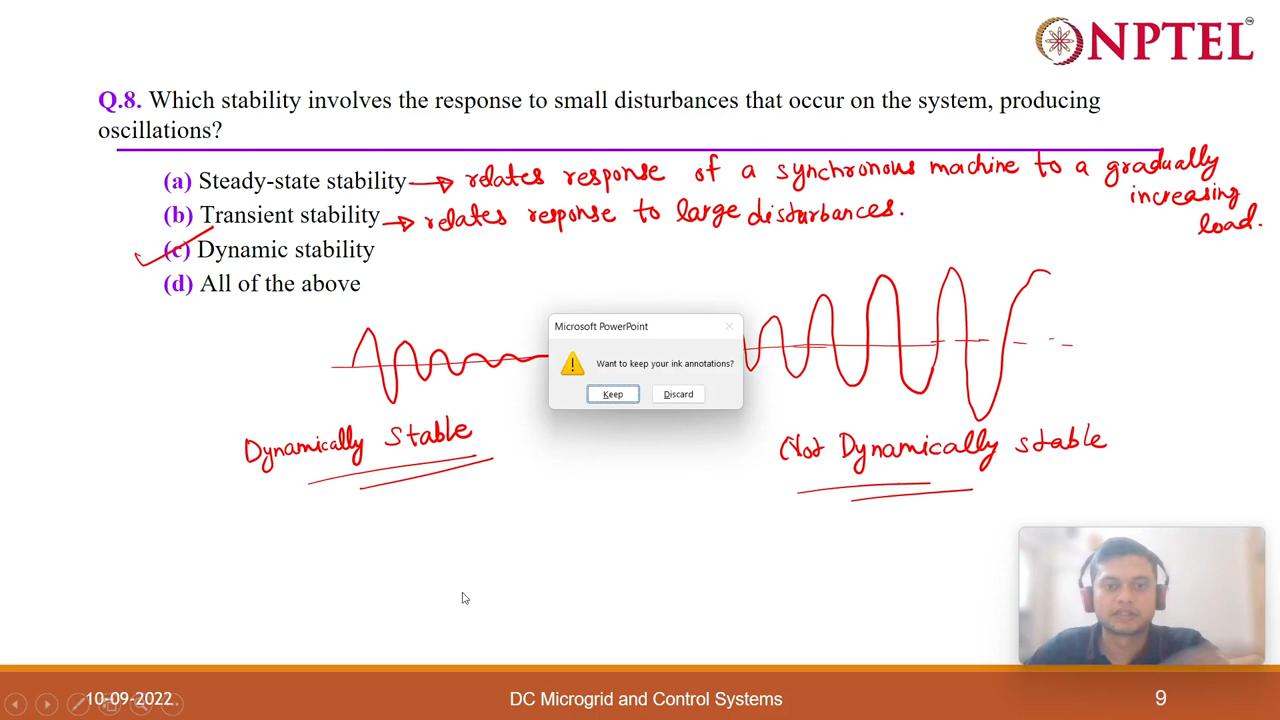 NPTEL
Q.8. Which stability involves the response to small disturbances that occur on the system, producing
oscillations?
(a) Steady-state stability → relates response of a synchronous machine to a gradually
increasing
load.
(b) Transient stability → relates response to large disturbances.
(c) Dynamic stability
(d) All of the above
Microsoft PowerPoint
Want to keep your ink annotations?
Keep Discard
Dynamically Stable
Not Dynamically stable
10-09-2022
DC Microgrid and Control Systems
9